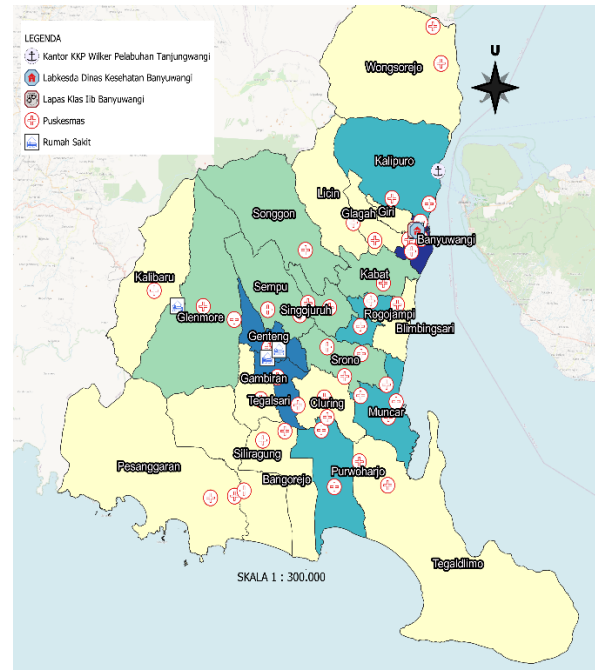 LEGENDA
Kantor KKP Wilker Pelabuhan Tanjungwangi
Labkesda Dinas Kesehatan Banyuwangi
Lapas Klas Iib Banyuwangi
Puskesmas
Rumah Sakit
U
Wongsorejo
Kalipuro
Licin
Glagah
Giri
Songgon
Banyuwangi
Kalibaru
Sempu
Kabat
Glenmore
Singojuruh
Rogojampi
Blimbingsari
Genteng
Srono
Gambiran
Tegalsari
Cluring
Muncar
Siliragung
Pesanggaran
Purwoharjo
Bangorejo
Tegaldlimo
SKALA 1 : 300.000